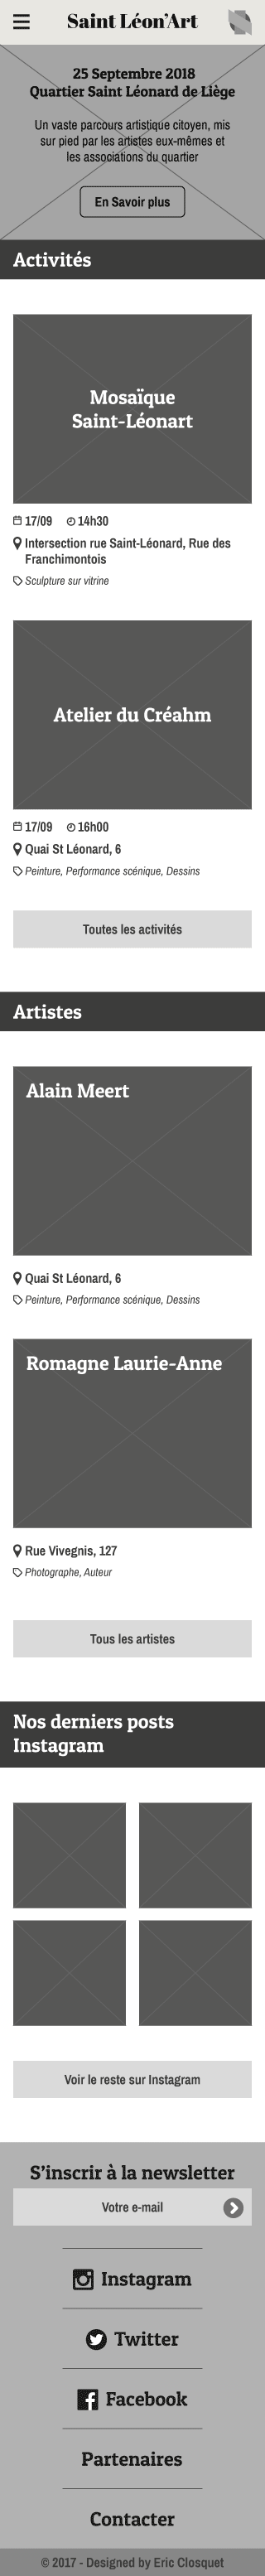 Saint Léon’Art
25 Septembre 2018
Quartier Saint Léonard de Liège
Un vaste parcours artistique citoyen, mis
sur pied par les artistes eux-mêmes et
les associations du quartier
En Savoir plus
Activités
Mosaïque
Saint-Léonart
17/09 14h30
Intersection rue Saint-Léonard, Rue des
Franchimontois
Sculpture sur vitrine
Atelier du Créahm
17/09 16h00
Quai St Léonard, 6
Peinture, Performance scénique, Dessins
Toutes les activités
Artistes
Alain Meert
Quai St Léonard, 6
Peinture, Performance scénique, Dessins
Romagne Laurie-Anne
Rue Vivegnis, 127
Photographe, Auteur
Tous les artistes
Nos derniers posts
Instagram
Voir le reste sur Instagram
S’inscrir à la newsletter
Votre e-mail
Instagram
Twitter
Facebook
Partenaires
Contacter
© 2017 - Designed by Eric Closquet